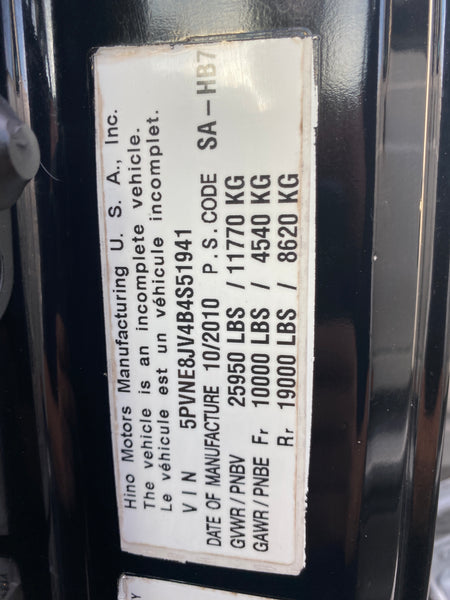 Hino Motors Manufacturing U. S. A., Inc.
The vehicle is an incomplete vehicle.
Le véhicule est un véhicule incomplet.
VIN 5PVNE8JV4B4S51941
DATE OF MANUFACTURE 10/2010 P.S. CODE SA-HB7
GVWR/PNBV 25950 LBS /11770 KG
GAWR/PNBE Fr 10000 LBS / 4540 KG
Rr 19000 LBS / 8620 KG